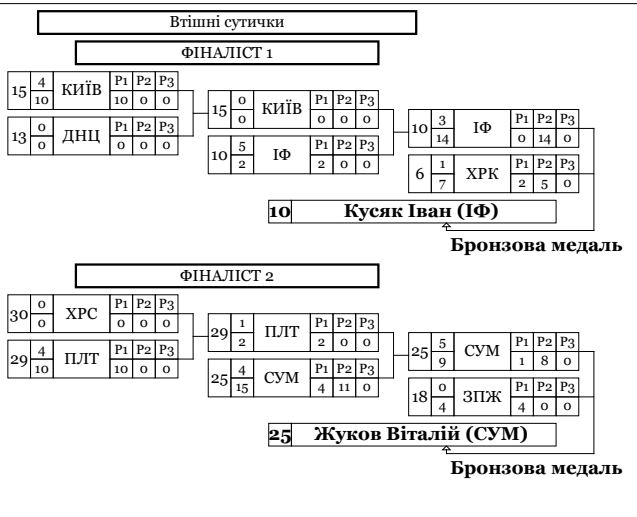 Втішні сутички
ФІНАЛІСТ 1
15 4 10 КИЇВ P1 P2 P3 10 0 0
13 0 0 ДНЦ P1 P2 P3 0 0 0
15 0 0 КИЇВ P1 P2 P3 0 0 0
10 5 2 ІФ P1 P2 P3 2 0 0
10 3 14 ІФ P1 P2 P3 0 14 0
6 1 7 ХРК P1 P2 P3 2 5 0
10 Кусяк Іван (ІФ)
Бронзова медаль
ФІНАЛІСТ 2
30 0 0 ХРС P1 P2 P3 0 0 0
29 4 10 ПЛТ P1 P2 P3 10 0 0
29 1 2 ПЛТ P1 P2 P3 2 0 0
25 4 15 СУМ P1 P2 P3 4 11 0
25 5 9 СУМ P1 P2 P3 1 8 0
18 0 4 ЗПЖ P1 P2 P3 4 0 0
25 Жуков Віталій (СУМ)
Бронзова медаль